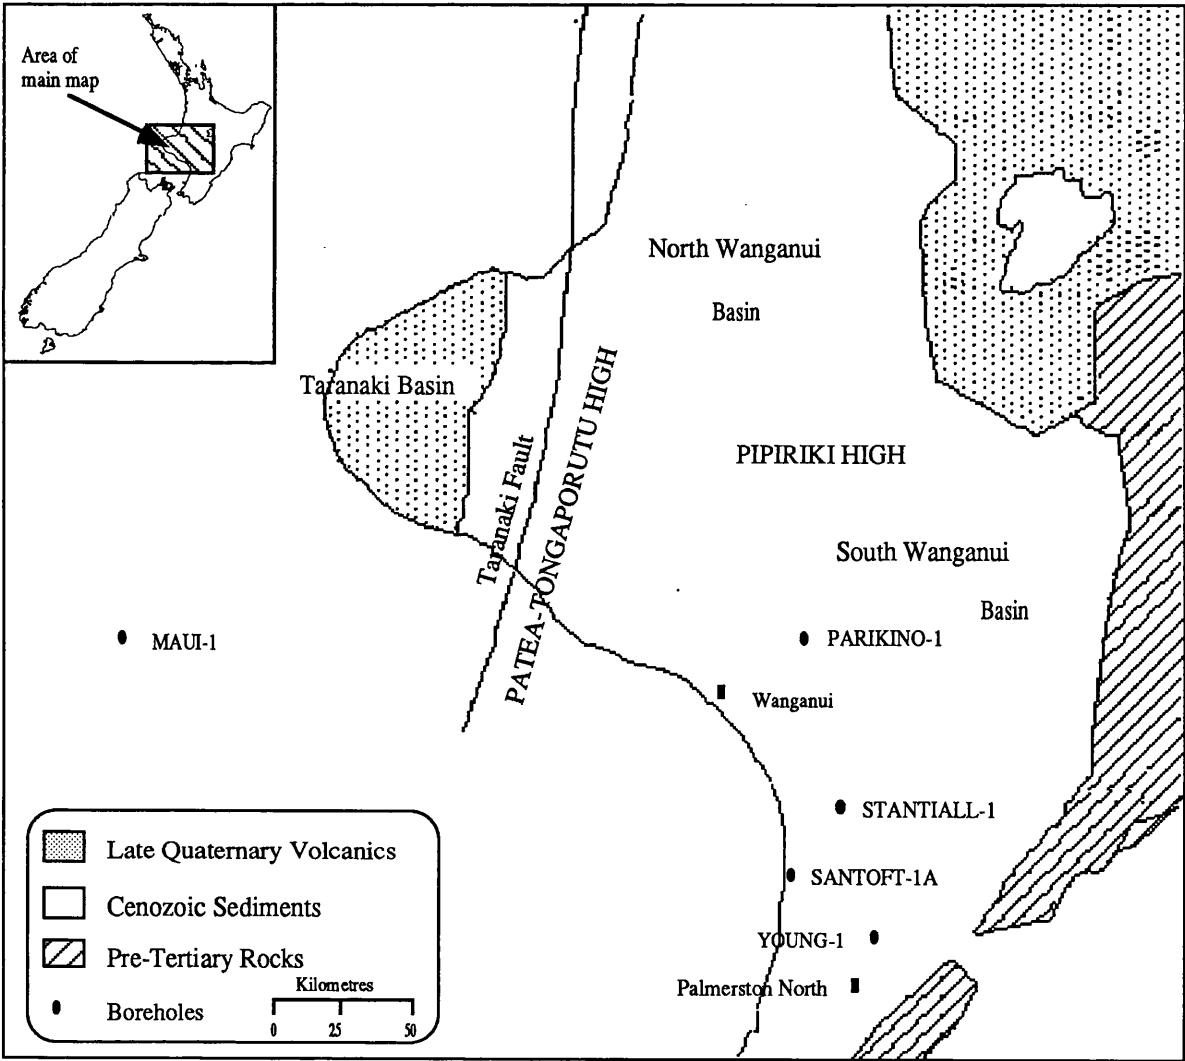 Area of
main map
North Wanganui
Basin
Taranaki Basin
Taranaki Fault
PATEA-TONGAPORUTU HIGH
PIPIRIKI HIGH
South Wanganui
Basin
MAUI-1
PARIKINO-1
Wanganui
STANTIALL-1
SANTOFT-1A
YOUNG-1
Palmerston North
Late Quaternary Volcanics
Cenozoic Sediments
Pre-Tertiary Rocks
Boreholes
Kilometres
0 25 50